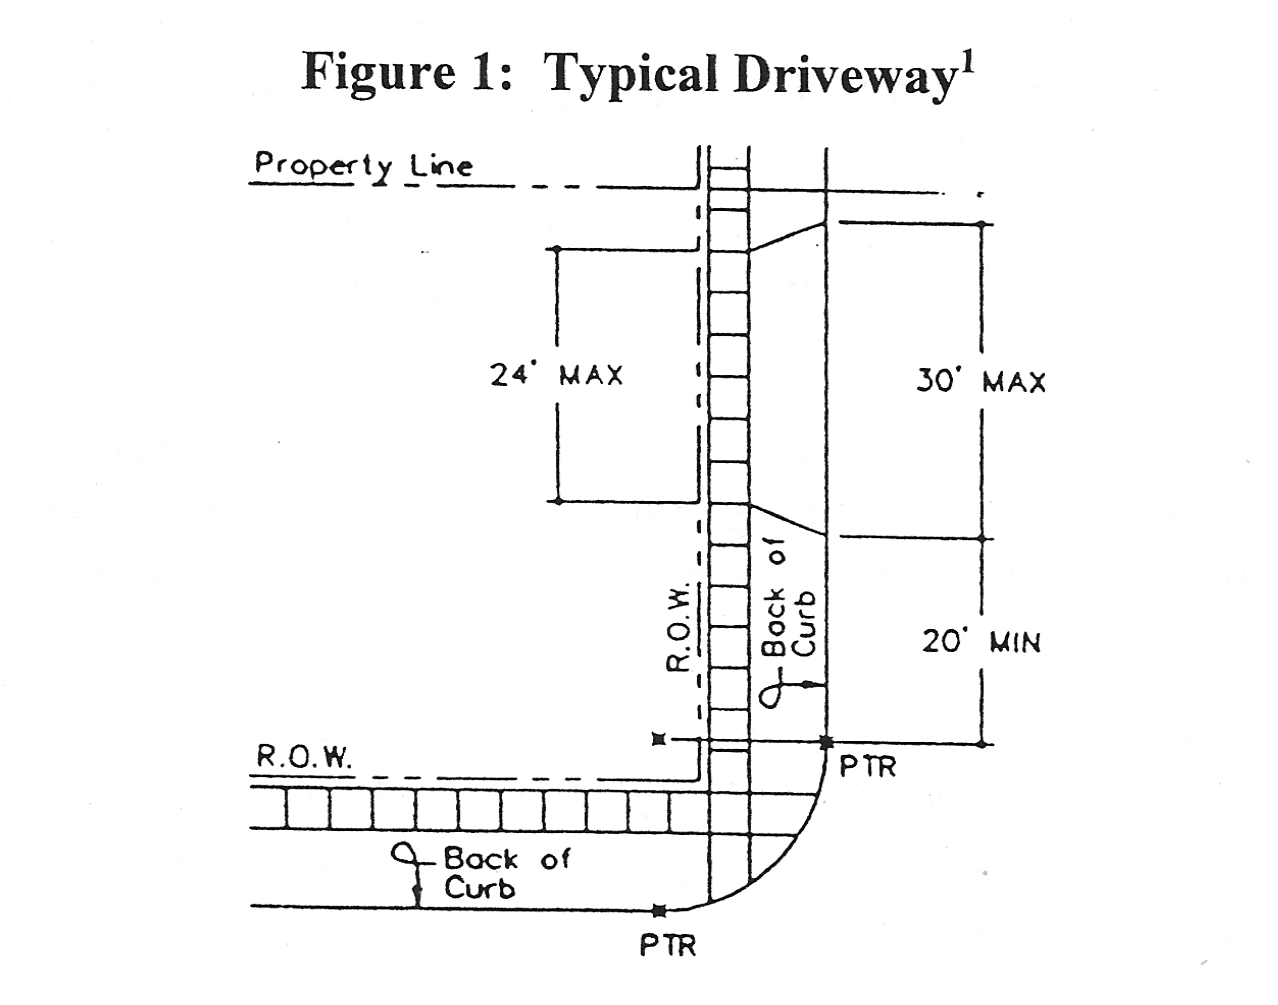 Figure 1: Typical Driveway¹
Property Line
24' MAX
30' MAX
R.O.W.
Back of
Curb
20' MIN
R.O.W.
PTR
Back of
Curb
PTR